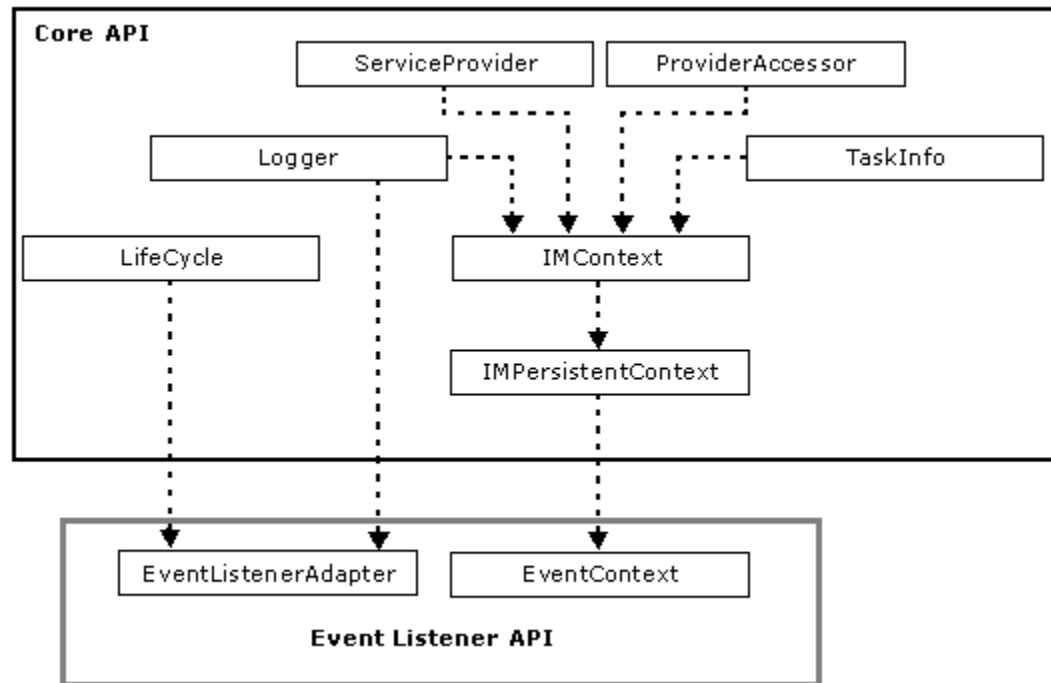 Core API
ServiceProvider
ProviderAccessor
Logger
TaskInfo
LifeCycle
IMContext
IMPersistentContext
EventListenerAdapter
EventContext
Event Listener API